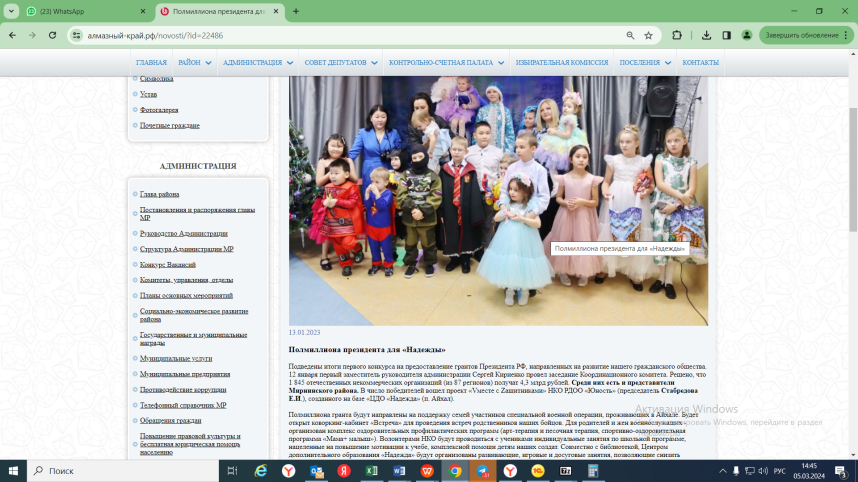 (23) WhatsApp
Полмиллиона президента для
алмазный-край.рф/novosti/?id=22486
Завершить обновление
ГЛАВНАЯ РАЙОН АДМИНИСТРАЦИЯ СОВЕТ ДЕПУТАТОВ КОНТРОЛЬНО-СЧЕТНАЯ ПАЛАТА ИЗБИРАТЕЛЬНАЯ КОМИССИЯ ПОСЕЛЕНИЯ КОНТАКТЫ
Символика
Устав
Фотогалерея
Почетные граждане
АДМИНИСТРАЦИЯ
Глава района
Постановления и распоряжения главы
МР
Руководство Администрации
Структура Администрации МР
Конкурс Вакансий
Комитеты, управления, отделы
Планы основных мероприятий
Социально-экономическое развитие
района
Государственные и муниципальные
награды
Муниципальные услуги
Муниципальные предприятия
Противодействие коррупции
Телефонный справочник МР
Обращения граждан
Повышение правовой культуры и
бесплатная юридическая помощь
населению
Полмиллиона президента для «Надежды»
13.01.2023
Полмиллиона президента для «Надежды»
Подведены итоги первого конкурса на предоставление грантов Президента РФ, направленных на развитие нашего гражданского общества.
12 января первый заместитель руководителя администрации Сергей Кириенко провел заседание Координационного комитета. Решено, что
1 845 отечественных некоммерческих организаций (из 87 регионов) получат 4,3 млрд рублей. Среди них есть и представители
Мирнинского района. В число победителей вошел проект «Вместе с Zащитниками» НКО РДОО «Юность» (председатель Стабредова
Е.И.), созданного на базе «ЦДО «Надежда» (п. Айхал).
Полмиллиона гранта будут направлены на поддержку семей участников специальной военной операции, проживающих в Айхале. Будет
открыт коворкинг-кабинет «Встреча» для проведения встреч родственников наших бойцов. Для родителей и жен военнослужащих
организован комплекс оздоровительных профилактических программ (арт-терапия и песочная терапия, спортивно-оздоровительная
программа «Мама+ малыш»). Волонтерами НКО будут проводиться с учениками индивидуальные занятия по школьной программе,
нацеленные на повышение мотивации к учебе, комплексной помощи детям наших солдат. Совместно с библиотекой, Центром
дополнительного образования «Надежда» будут организованы развивающие, игровые и досуговые занятия, позволяющие снизить
Активация Windows
Поиск
РУС
14:45
05.03.2024
3